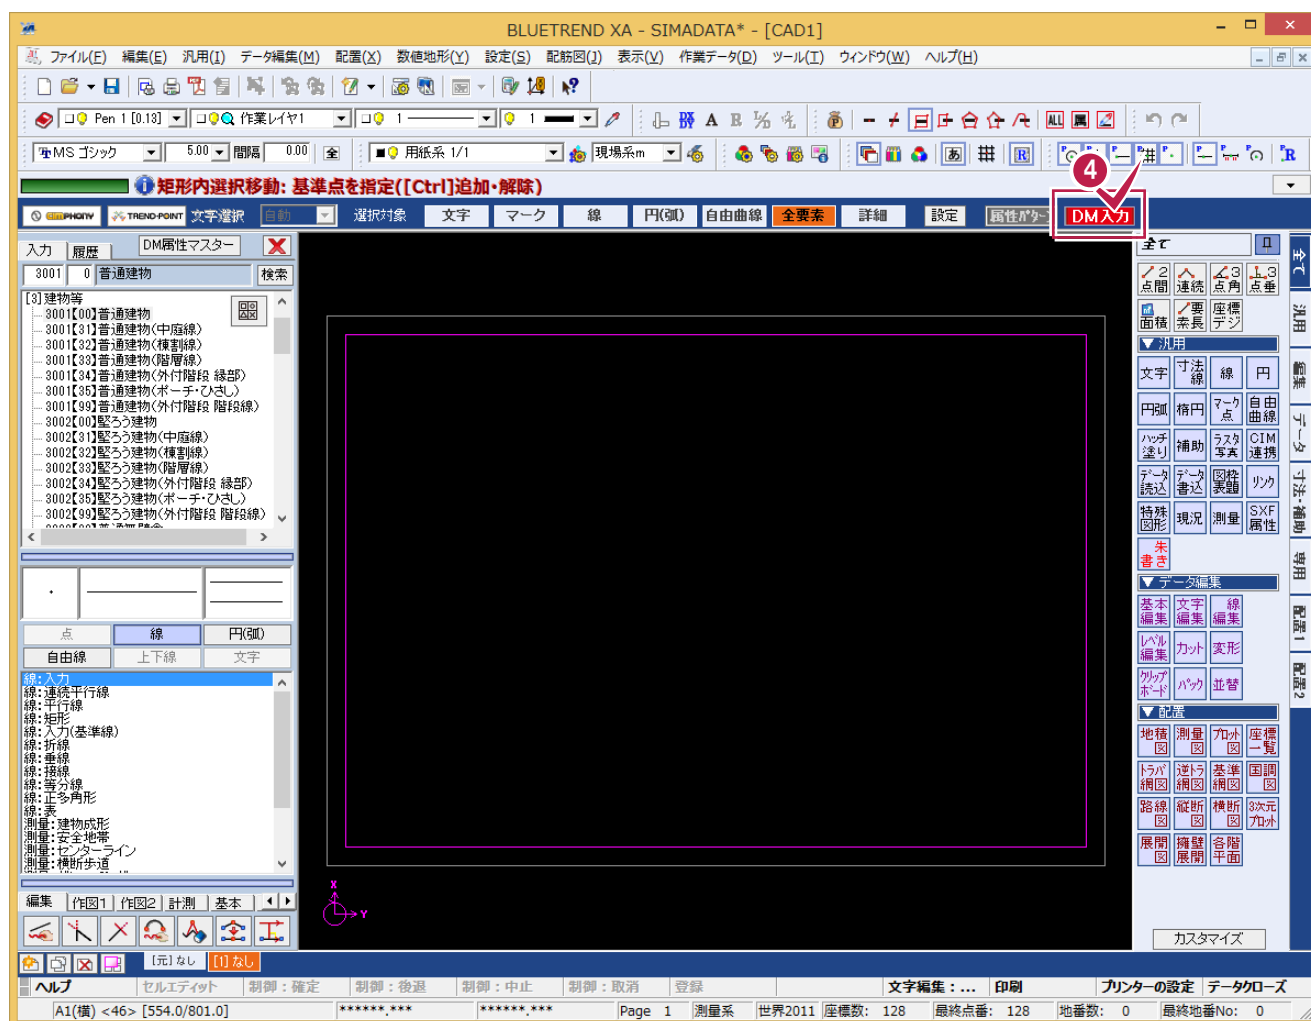 BLUETREND XA - SIMADATA* - [CAD1]
ファイル(F) 編集(E) 汎用(I) データ編集(M) 配置(X) 数値地形(Y) 設定(S) 配筋図(J) 表示(V) 作業データ(D) ツール(T) ウィンドウ(W) ヘルプ(H)
Pen 1 [0.13] 作業レイヤ1 1 1
MS ゴシック 5.00 間隔 0.00 全 用紙系 1/1 現場系m
4
矩形内選択移動: 基準点を指定([Ctrl]追加・解除)
TREND-POINT 文字選択 自動 選択対象 文字 マーク 線 円(弧) 自由曲線 全要素 詳細 設定 DM入力
入力 履歴 DM属性マスター
3001 0 普通建物 検索
[3]建物等
3001【00】普通建物
3001【31】普通建物(中庭線)
3001【32】普通建物(棟割線)
3001【33】普通建物(階層線)
3001【34】普通建物(外付階段 縁部)
3001【35】普通建物(ポーチ・ひさし)
3001【99】普通建物(外付階段 階段線)
3002【00】堅ろう建物
3002【31】堅ろう建物(中庭線)
3002【32】堅ろう建物(棟割線)
3002【33】堅ろう建物(階層線)
3002【34】堅ろう建物(外付階段 縁部)
3002【35】堅ろう建物(ポーチ・ひさし)
3002【99】堅ろう建物(外付階段 階段線)
点 線 円(弧)
自由線 上下線 文字
線:入力
線:連続平行線
線:平行線
線:矩形
線:入力(基準線)
線:折線
線:垂線
線:接線
線:等分線
線:正多角形
線:表
測量:建物成形
測量:安全地帯
測量:センターライン
測量:横断歩道
編集 作図1 作図2 計測 基本
X
Y
全て
2点間 連続 3点角 3点垂
面積 要素長 座標デジ
▼ 汎用
文字 寸法線 線 円
円弧 楕円 マーク点 自由曲線
ハッチ塗り 補助 ラスタ写真 CIM連携
データ読込 データ書込 図枠表題 リンク
特殊図形 現況 測量 SXF属性
朱書き
▼ データ編集
基本編集 文字編集 線編集
レベル編集 カット 変形
クリップボード パック 並替
▼ 配置
地積図 測量図 プロット図 座標一覧
トラバ網図 逆トラ網図 基準網図 国調図
路線図 縦断図 横断図 3次元プロット
展開図 擁壁展開 各階平面
カスタマイズ
全て
汎用
編集
データ
寸法・補助
専用
配置1
配置2
[元]なし [1]なし
ヘルプ セルエディット 制御：確定 制御：後退 制御：中止 制御：取消 登録 文字編集：... 印刷 プリンターの設定 データクローズ
A1(横) <46> [554.0/801.0] ******.*** ******.*** Page 1 測量系 世界2011 座標数: 128 最終点番: 128 地番数: 0 最終地番No: 0